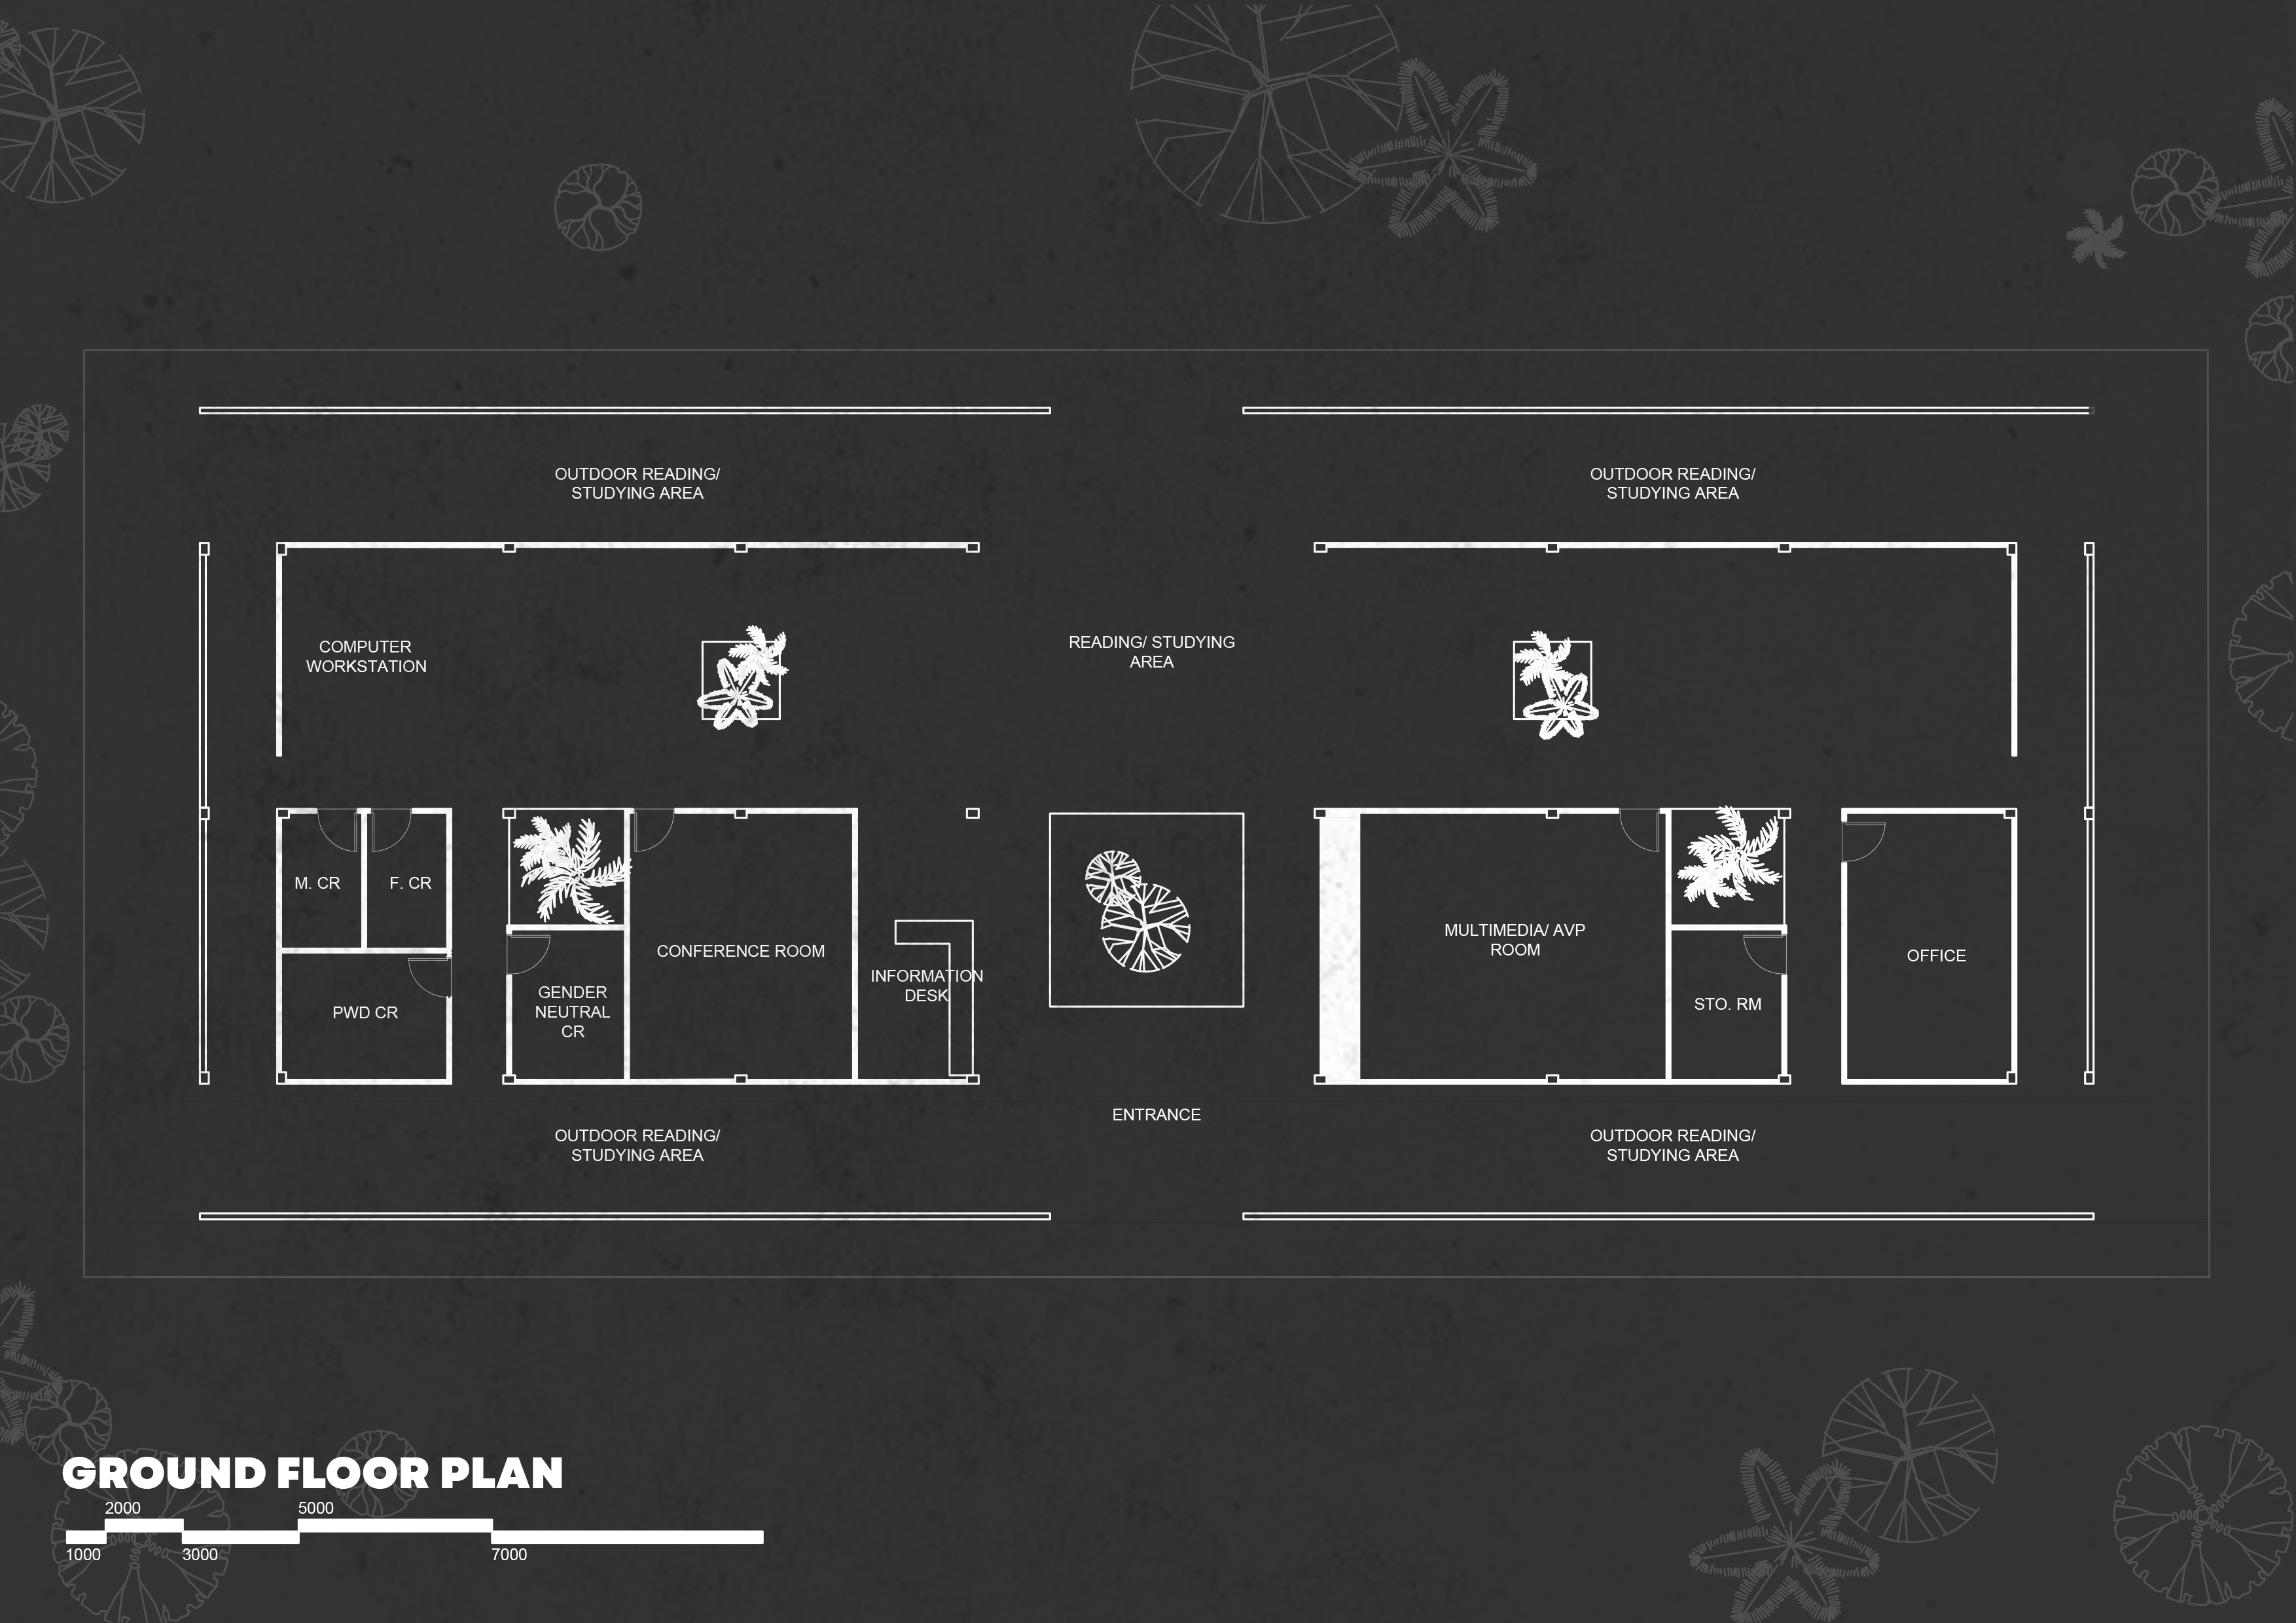 OUTDOOR READING/
STUDYING AREA
OUTDOOR READING/
STUDYING AREA
COMPUTER
WORKSTATION
READING/ STUDYING
AREA
M. CR
F. CR
PWD CR
GENDER
NEUTRAL
CR
CONFERENCE ROOM
INFORMATION
DESK
MULTIMEDIA/ AVP
ROOM
STO. RM
OFFICE
ENTRANCE
OUTDOOR READING/
STUDYING AREA
OUTDOOR READING/
STUDYING AREA
GROUND FLOOR PLAN
2000 5000
1000 3000 7000